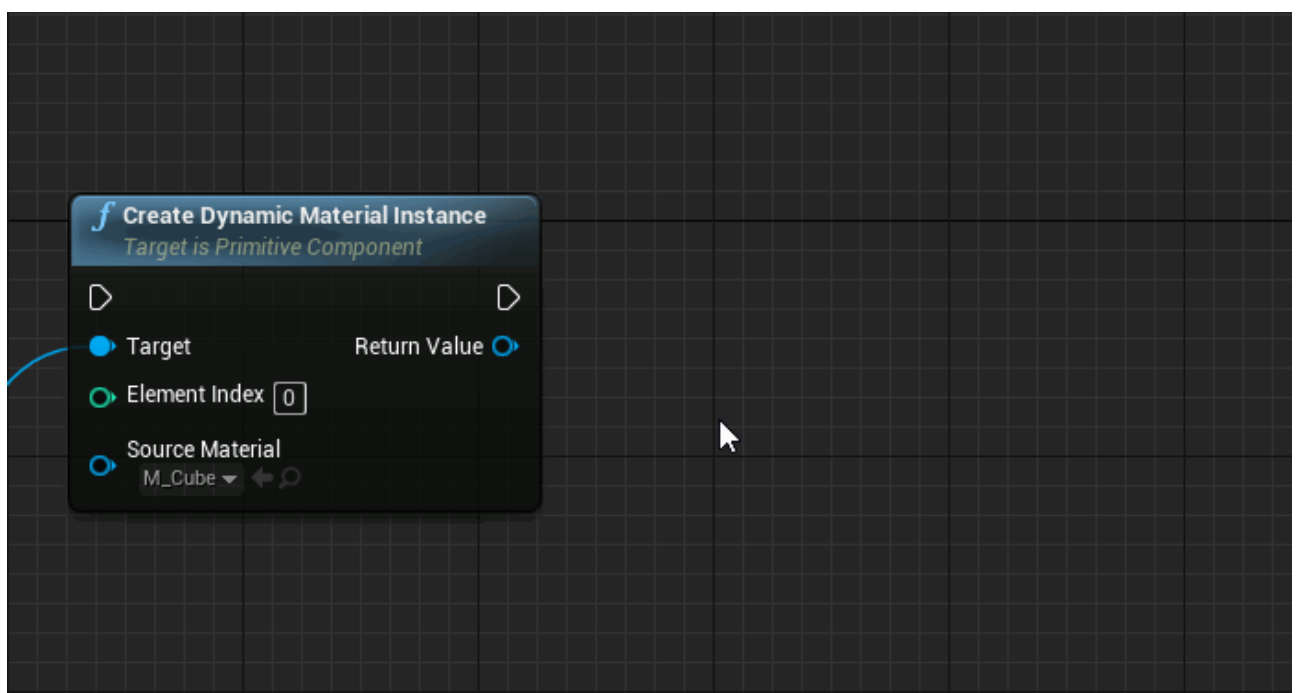 f Create Dynamic Material Instance
Target is Primitive Component
Target Return Value
Element Index 0
Source Material
M_Cube